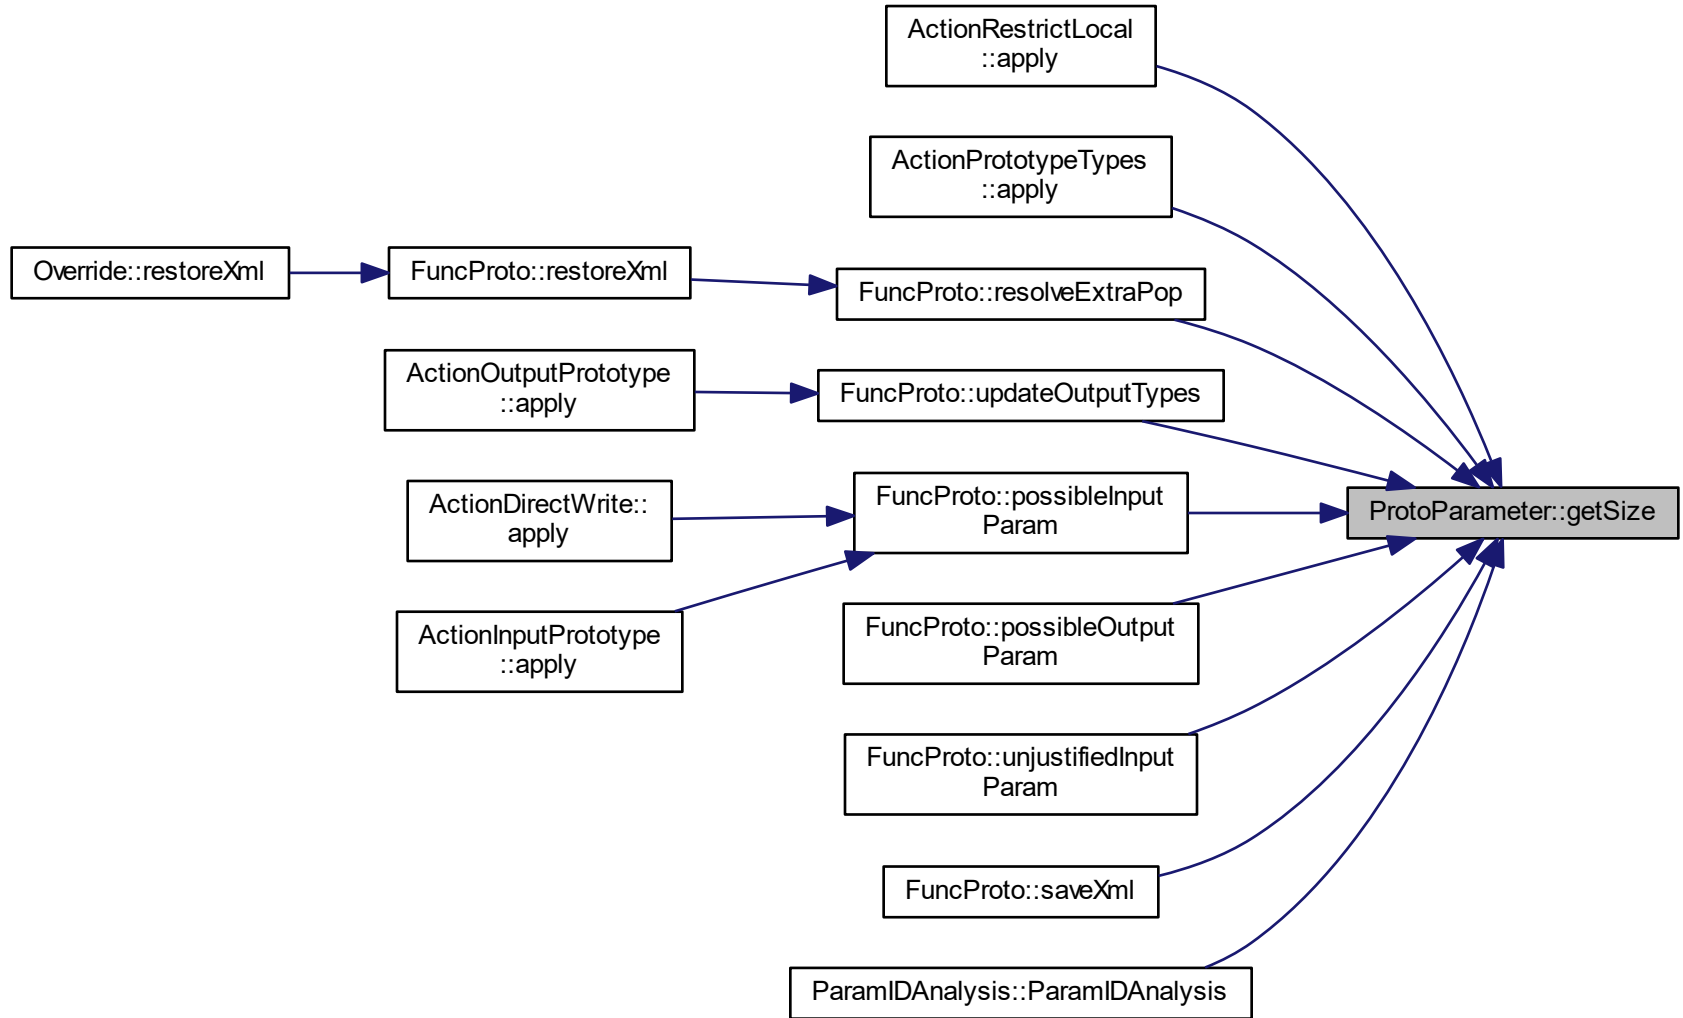 ActionRestrictLocal
::apply
ActionPrototypeTypes
::apply
Override::restoreXml
FuncProto::restoreXml
FuncProto::resolveExtraPop
ActionOutputPrototype
::apply
FuncProto::updateOutputTypes
ActionDirectWrite::
apply
FuncProto::possibleInput
Param
ProtoParameter::getSize
ActionInputPrototype
::apply
FuncProto::possibleOutput
Param
FuncProto::unjustifiedInput
Param
FuncProto::saveXml
ParamIDAnalysis::ParamIDAnalysis